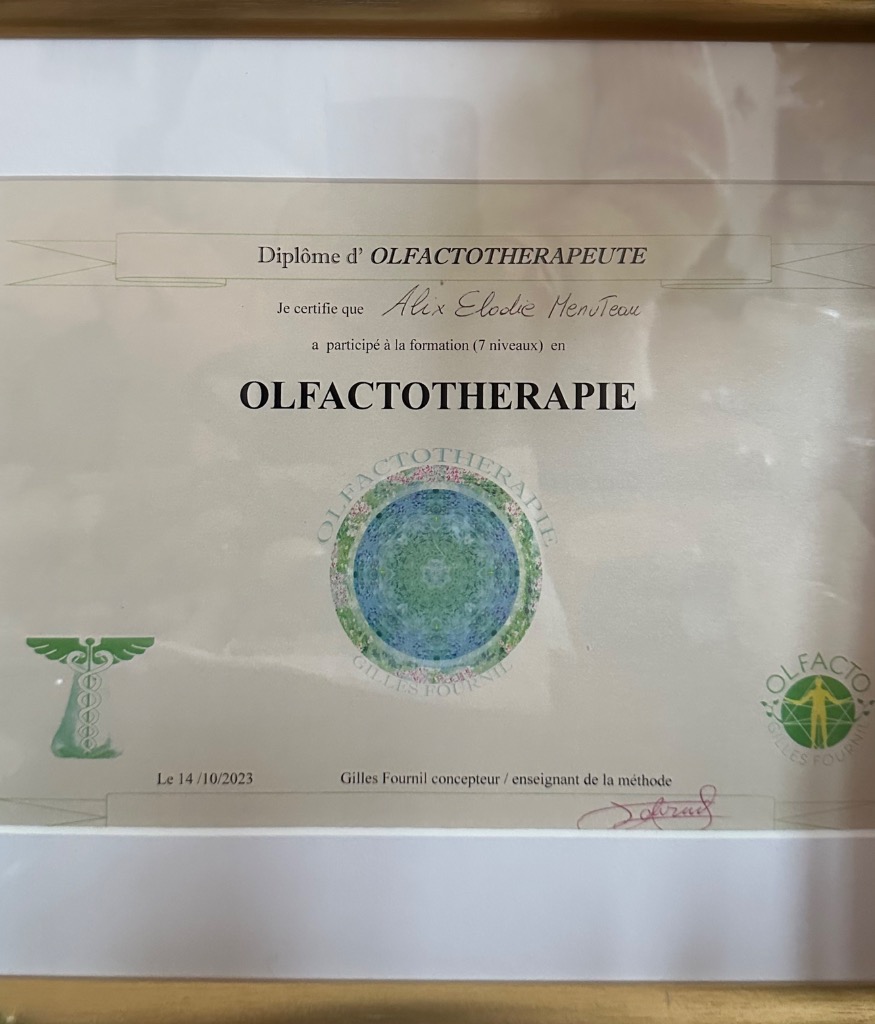 Diplôme d' OLFACTOTHERAPEUTE
Je certifie que Alix Elodie Menuteau
a participé à la formation (7 niveaux) en
OLFACTOTHERAPIE
OLFACTOTHERAPIE
GILLES FOURNIL
OLFACTO
GILLES FOURNIL
Le 14 /10/2023 Gilles Fournil concepteur / enseignant de la méthode